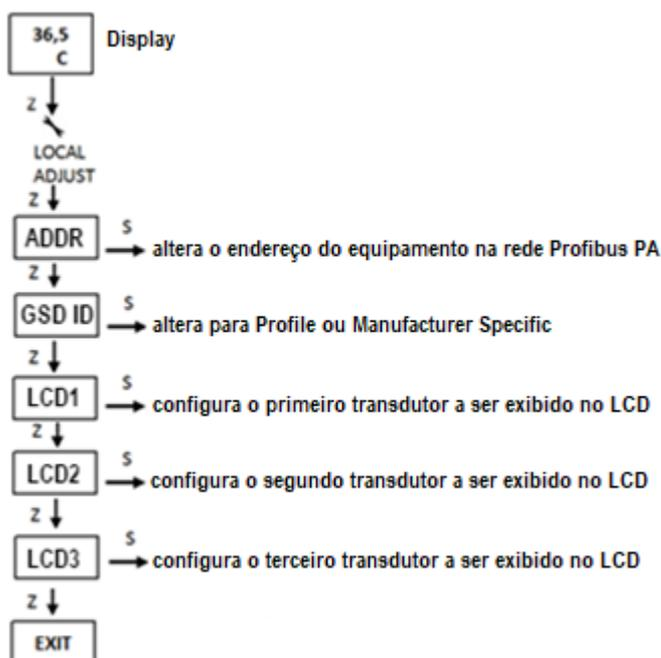 36,5
C
Display
Z
LOCAL
ADJUST
Z
ADDR
S
altera o endereço do equipamento na rede Profibus PA
Z
GSD ID
S
altera para Profile ou Manufacturer Specific
Z
LCD1
S
configura o primeiro transdutor a ser exibido no LCD
Z
LCD2
S
configura o segundo transdutor a ser exibido no LCD
Z
LCD3
S
configura o terceiro transdutor a ser exibido no LCD
Z
EXIT